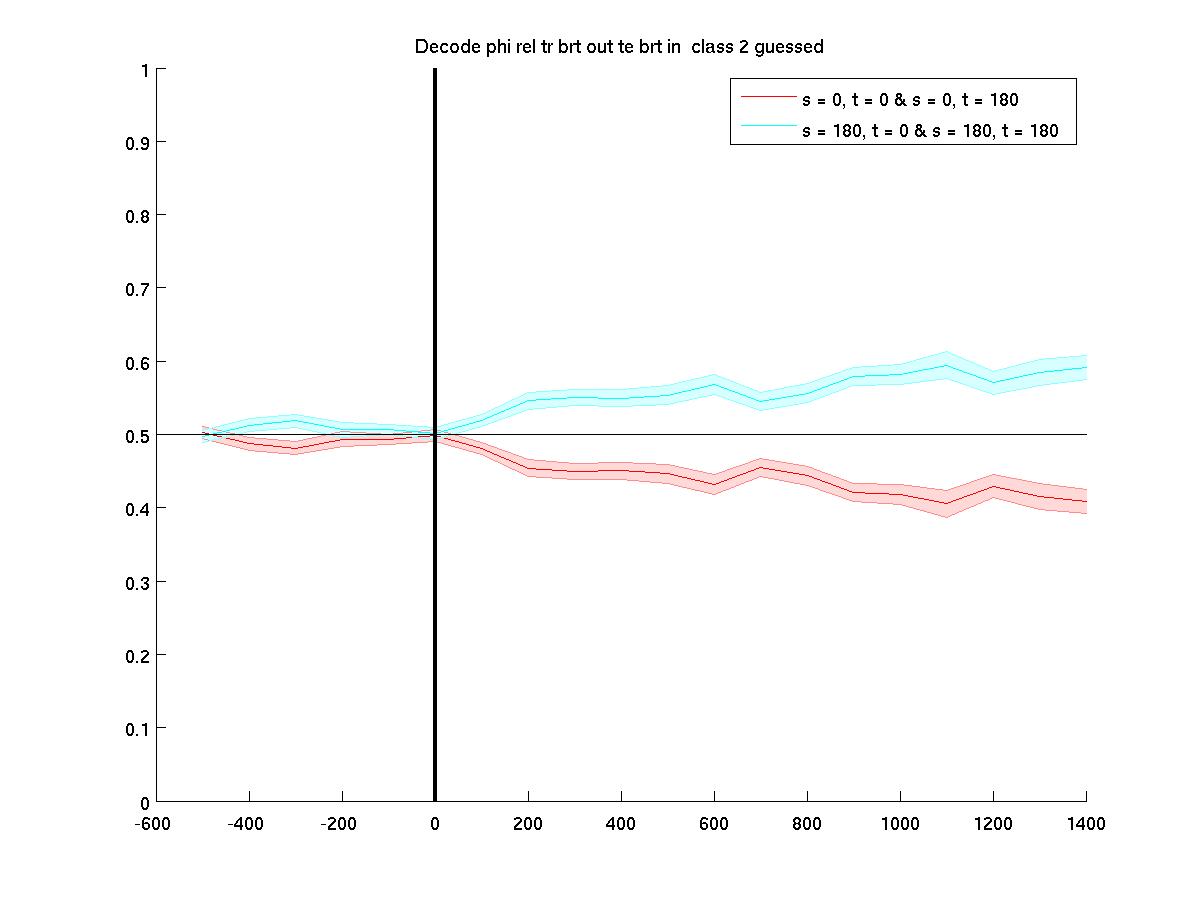 Decode phi rel tr brt out te brt in  class 2 guessed
s = 0, t = 0 & s = 0, t = 180
s = 180, t = 0 & s = 180, t = 180
1
0.9
0.8
0.7
0.6
0.5
0.4
0.3
0.2
0.1
0
-600 -400 -200 0 200 400 600 800 1000 1200 1400